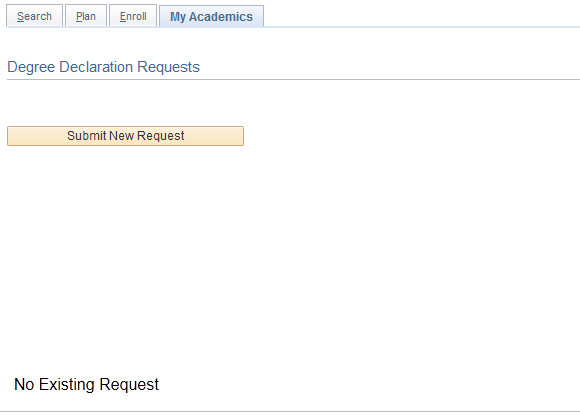 Search Plan Enroll My Academics
Degree Declaration Requests
Submit New Request
No Existing Request